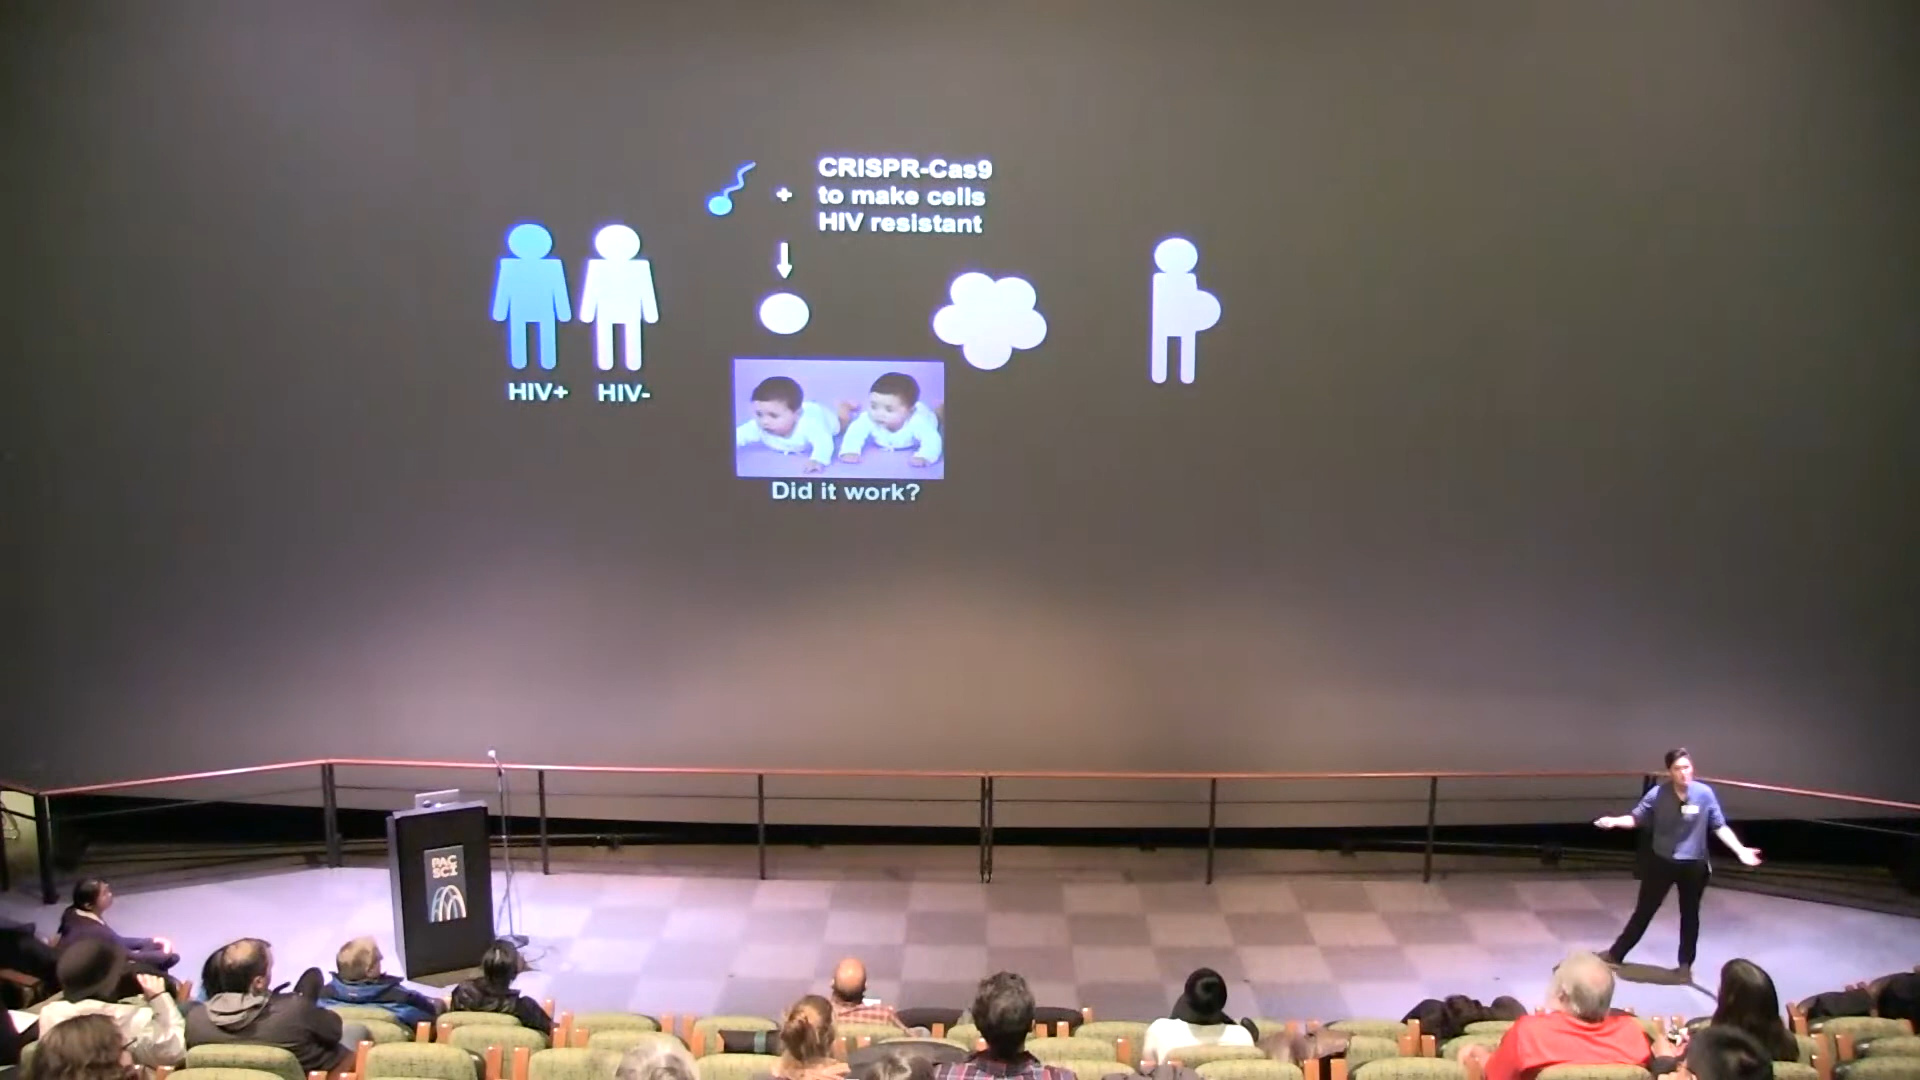 CRISPR-Cas9
to make cells
HIV resistant
+
HIV+ HIV-
Did it work?
PAC
SCI